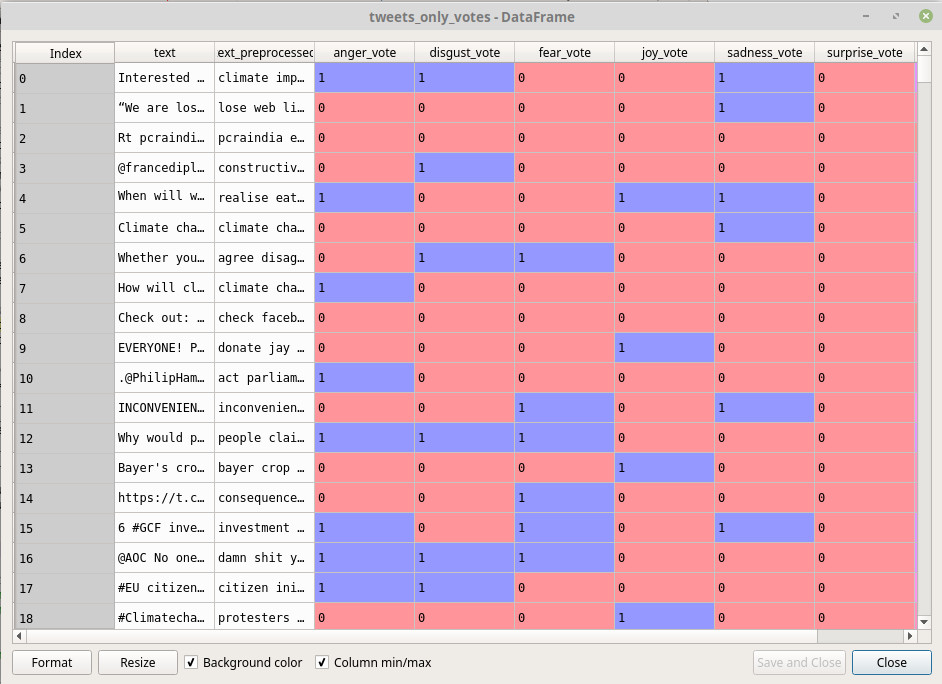 tweets_only_votes - DataFrame
Index text ext_preprocessed anger_vote disgust_vote fear_vote joy_vote sadness_vote surprise_vote
0 Interested … climate imp… 1 1 0 0 1 0
1 “We are los… lose web li… 0 0 0 0 1 0
2 Rt pcraindi… pcraindia e… 0 0 0 0 0 0
3 @francedipl… constructiv… 0 1 0 0 0 0
4 When will w… realise eat… 1 0 0 1 1 0
5 Climate cha… climate cha… 0 0 0 0 1 0
6 Whether you… agree disag… 0 1 1 0 0 0
7 How will cl… climate cha… 1 0 0 0 0 0
8 Check out: … check faceb… 0 0 0 0 0 0
9 EVERYONE! P… donate jay … 0 0 0 1 0 0
10 .@PhilipHam… act parliam… 1 0 0 0 0 0
11 INCONVENIEN… inconvenien… 0 0 1 0 1 0
12 Why would p… people clai… 1 1 1 0 0 0
13 Bayer's cro… bayer crop … 0 0 0 1 0 0
14 https://t.c… consequence… 0 0 1 0 0 0
15 6 #GCF inve… investment … 1 0 1 0 1 0
16 @AOC No one… damn shit y… 1 1 1 0 0 0
17 #EU citizen… citizen ini… 1 1 0 0 0 0
18 #Climatecha… protesters … 0 0 0 1 0 0
Format Resize Background color Column min/max Save and Close Close